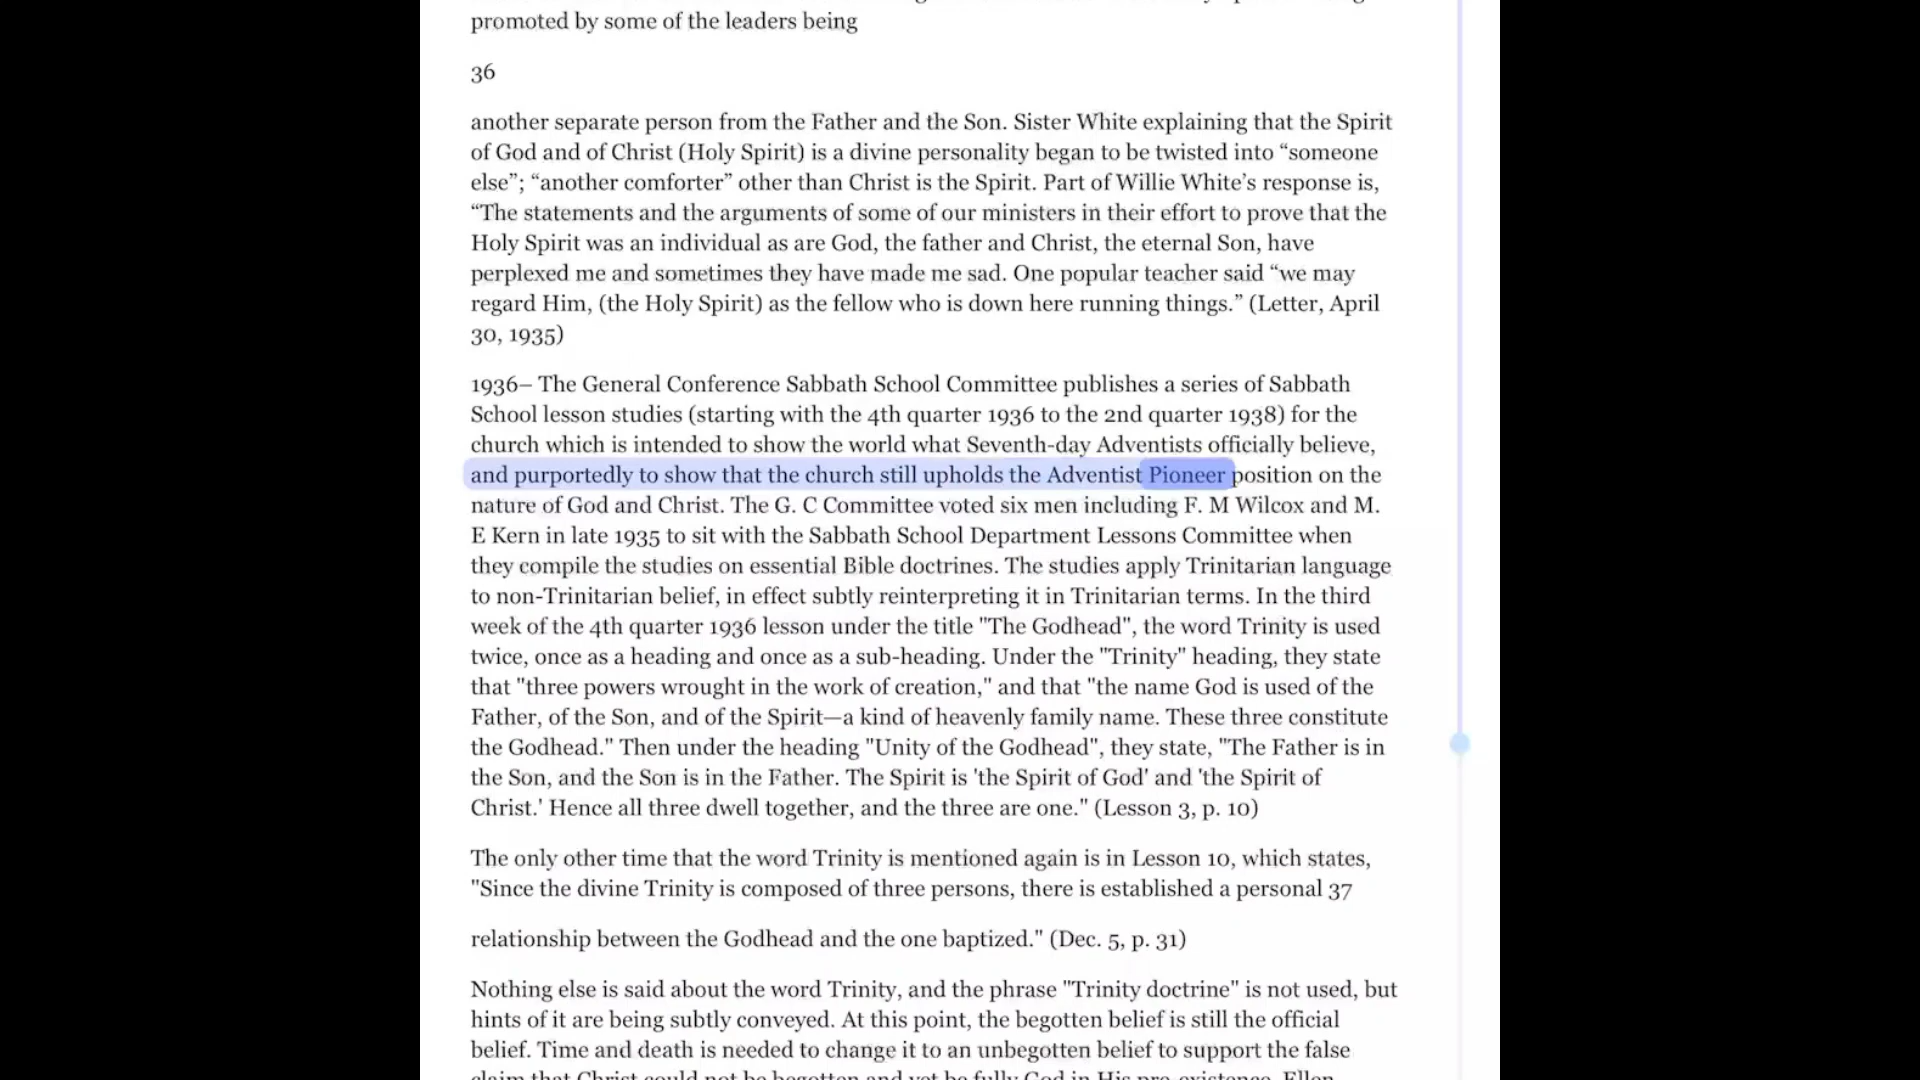 promoted by some of the leaders being
36
another separate person from the Father and the Son. Sister White explaining that the Spirit
of God and of Christ (Holy Spirit) is a divine personality began to be twisted into “someone
else”; “another comforter” other than Christ is the Spirit. Part of Willie White’s response is,
“The statements and the arguments of some of our ministers in their effort to prove that the
Holy Spirit was an individual as are God, the father and Christ, the eternal Son, have
perplexed me and sometimes they have made me sad. One popular teacher said “we may
regard Him, (the Holy Spirit) as the fellow who is down here running things.” (Letter, April
30, 1935)
1936– The General Conference Sabbath School Committee publishes a series of Sabbath
School lesson studies (starting with the 4th quarter 1936 to the 2nd quarter 1938) for the
church which is intended to show the world what Seventh-day Adventists officially believe,
and purportedly to show that the church still upholds the Adventist Pioneer position on the
nature of God and Christ. The G. C Committee voted six men including F. M Wilcox and M.
E Kern in late 1935 to sit with the Sabbath School Department Lessons Committee when
they compile the studies on essential Bible doctrines. The studies apply Trinitarian language
to non-Trinitarian belief, in effect subtly reinterpreting it in Trinitarian terms. In the third
week of the 4th quarter 1936 lesson under the title "The Godhead", the word Trinity is used
twice, once as a heading and once as a sub-heading. Under the "Trinity" heading, they state
that "three powers wrought in the work of creation," and that "the name God is used of the
Father, of the Son, and of the Spirit—a kind of heavenly family name. These three constitute
the Godhead." Then under the heading "Unity of the Godhead", they state, "The Father is in
the Son, and the Son is in the Father. The Spirit is 'the Spirit of God' and 'the Spirit of
Christ.' Hence all three dwell together, and the three are one." (Lesson 3, p. 10)
The only other time that the word Trinity is mentioned again is in Lesson 10, which states,
"Since the divine Trinity is composed of three persons, there is established a personal 37
relationship between the Godhead and the one baptized." (Dec. 5, p. 31)
Nothing else is said about the word Trinity, and the phrase "Trinity doctrine" is not used, but
hints of it are being subtly conveyed. At this point, the begotten belief is still the official
belief. Time and death is needed to change it to an unbegotten belief to support the false
claim that Christ could not be begotten and yet be fully God in His pre-existence. Ellen